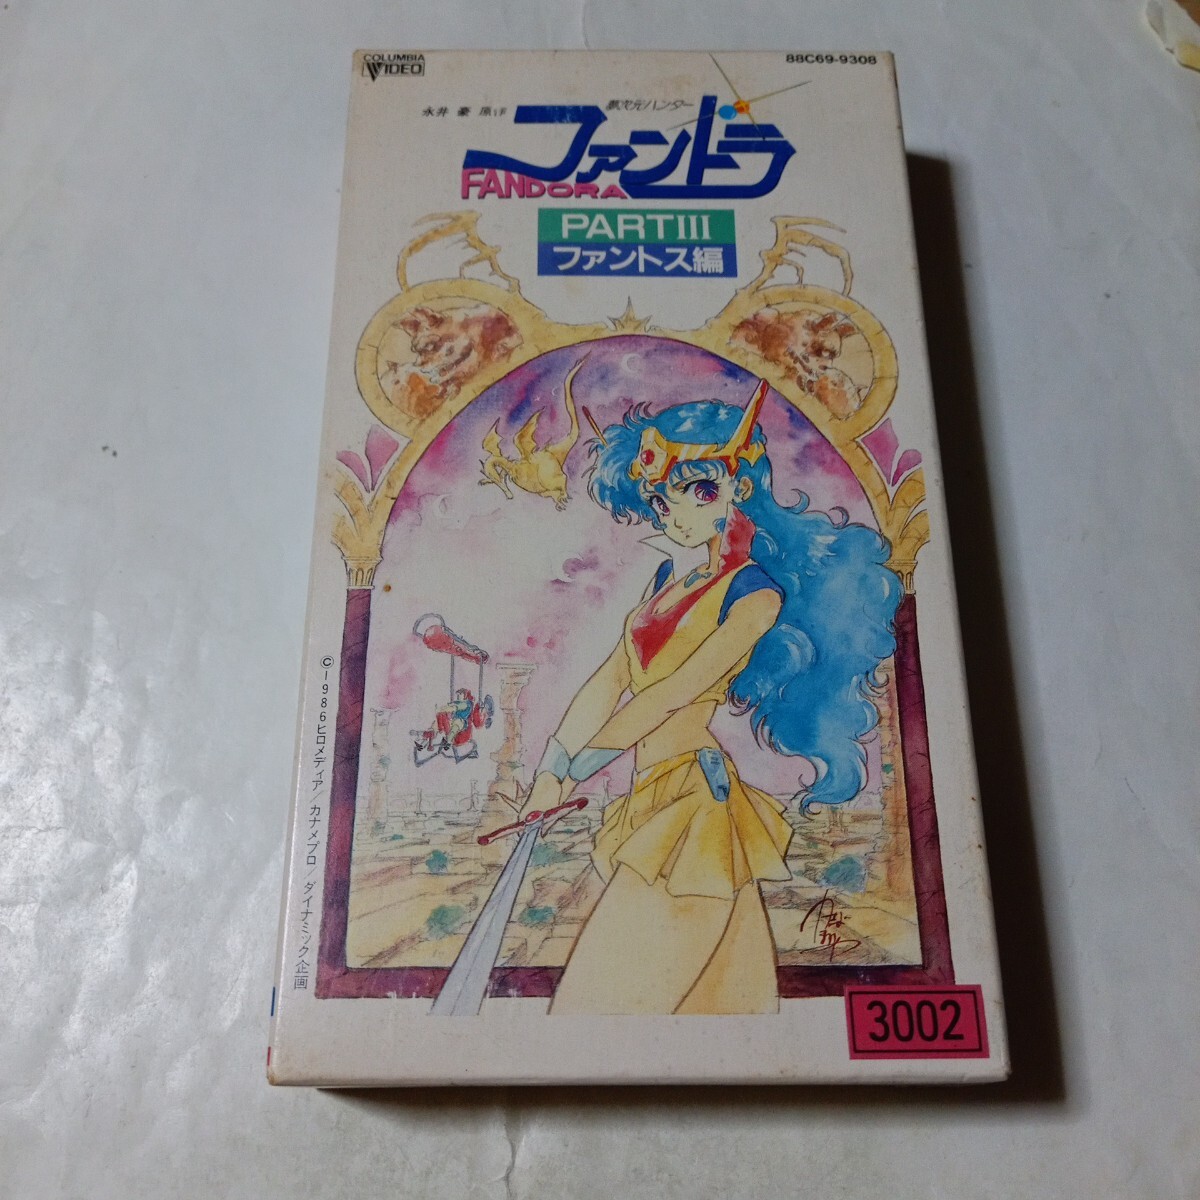 COLUMBIA
VIDEO
88C69-9308
永井 豪 原作
夢次元ハンター
ファンドラ
FANDORA
PART III
ファントス編
©1986ヒロメディア/カナメプロ/ダイナミック企画
3002